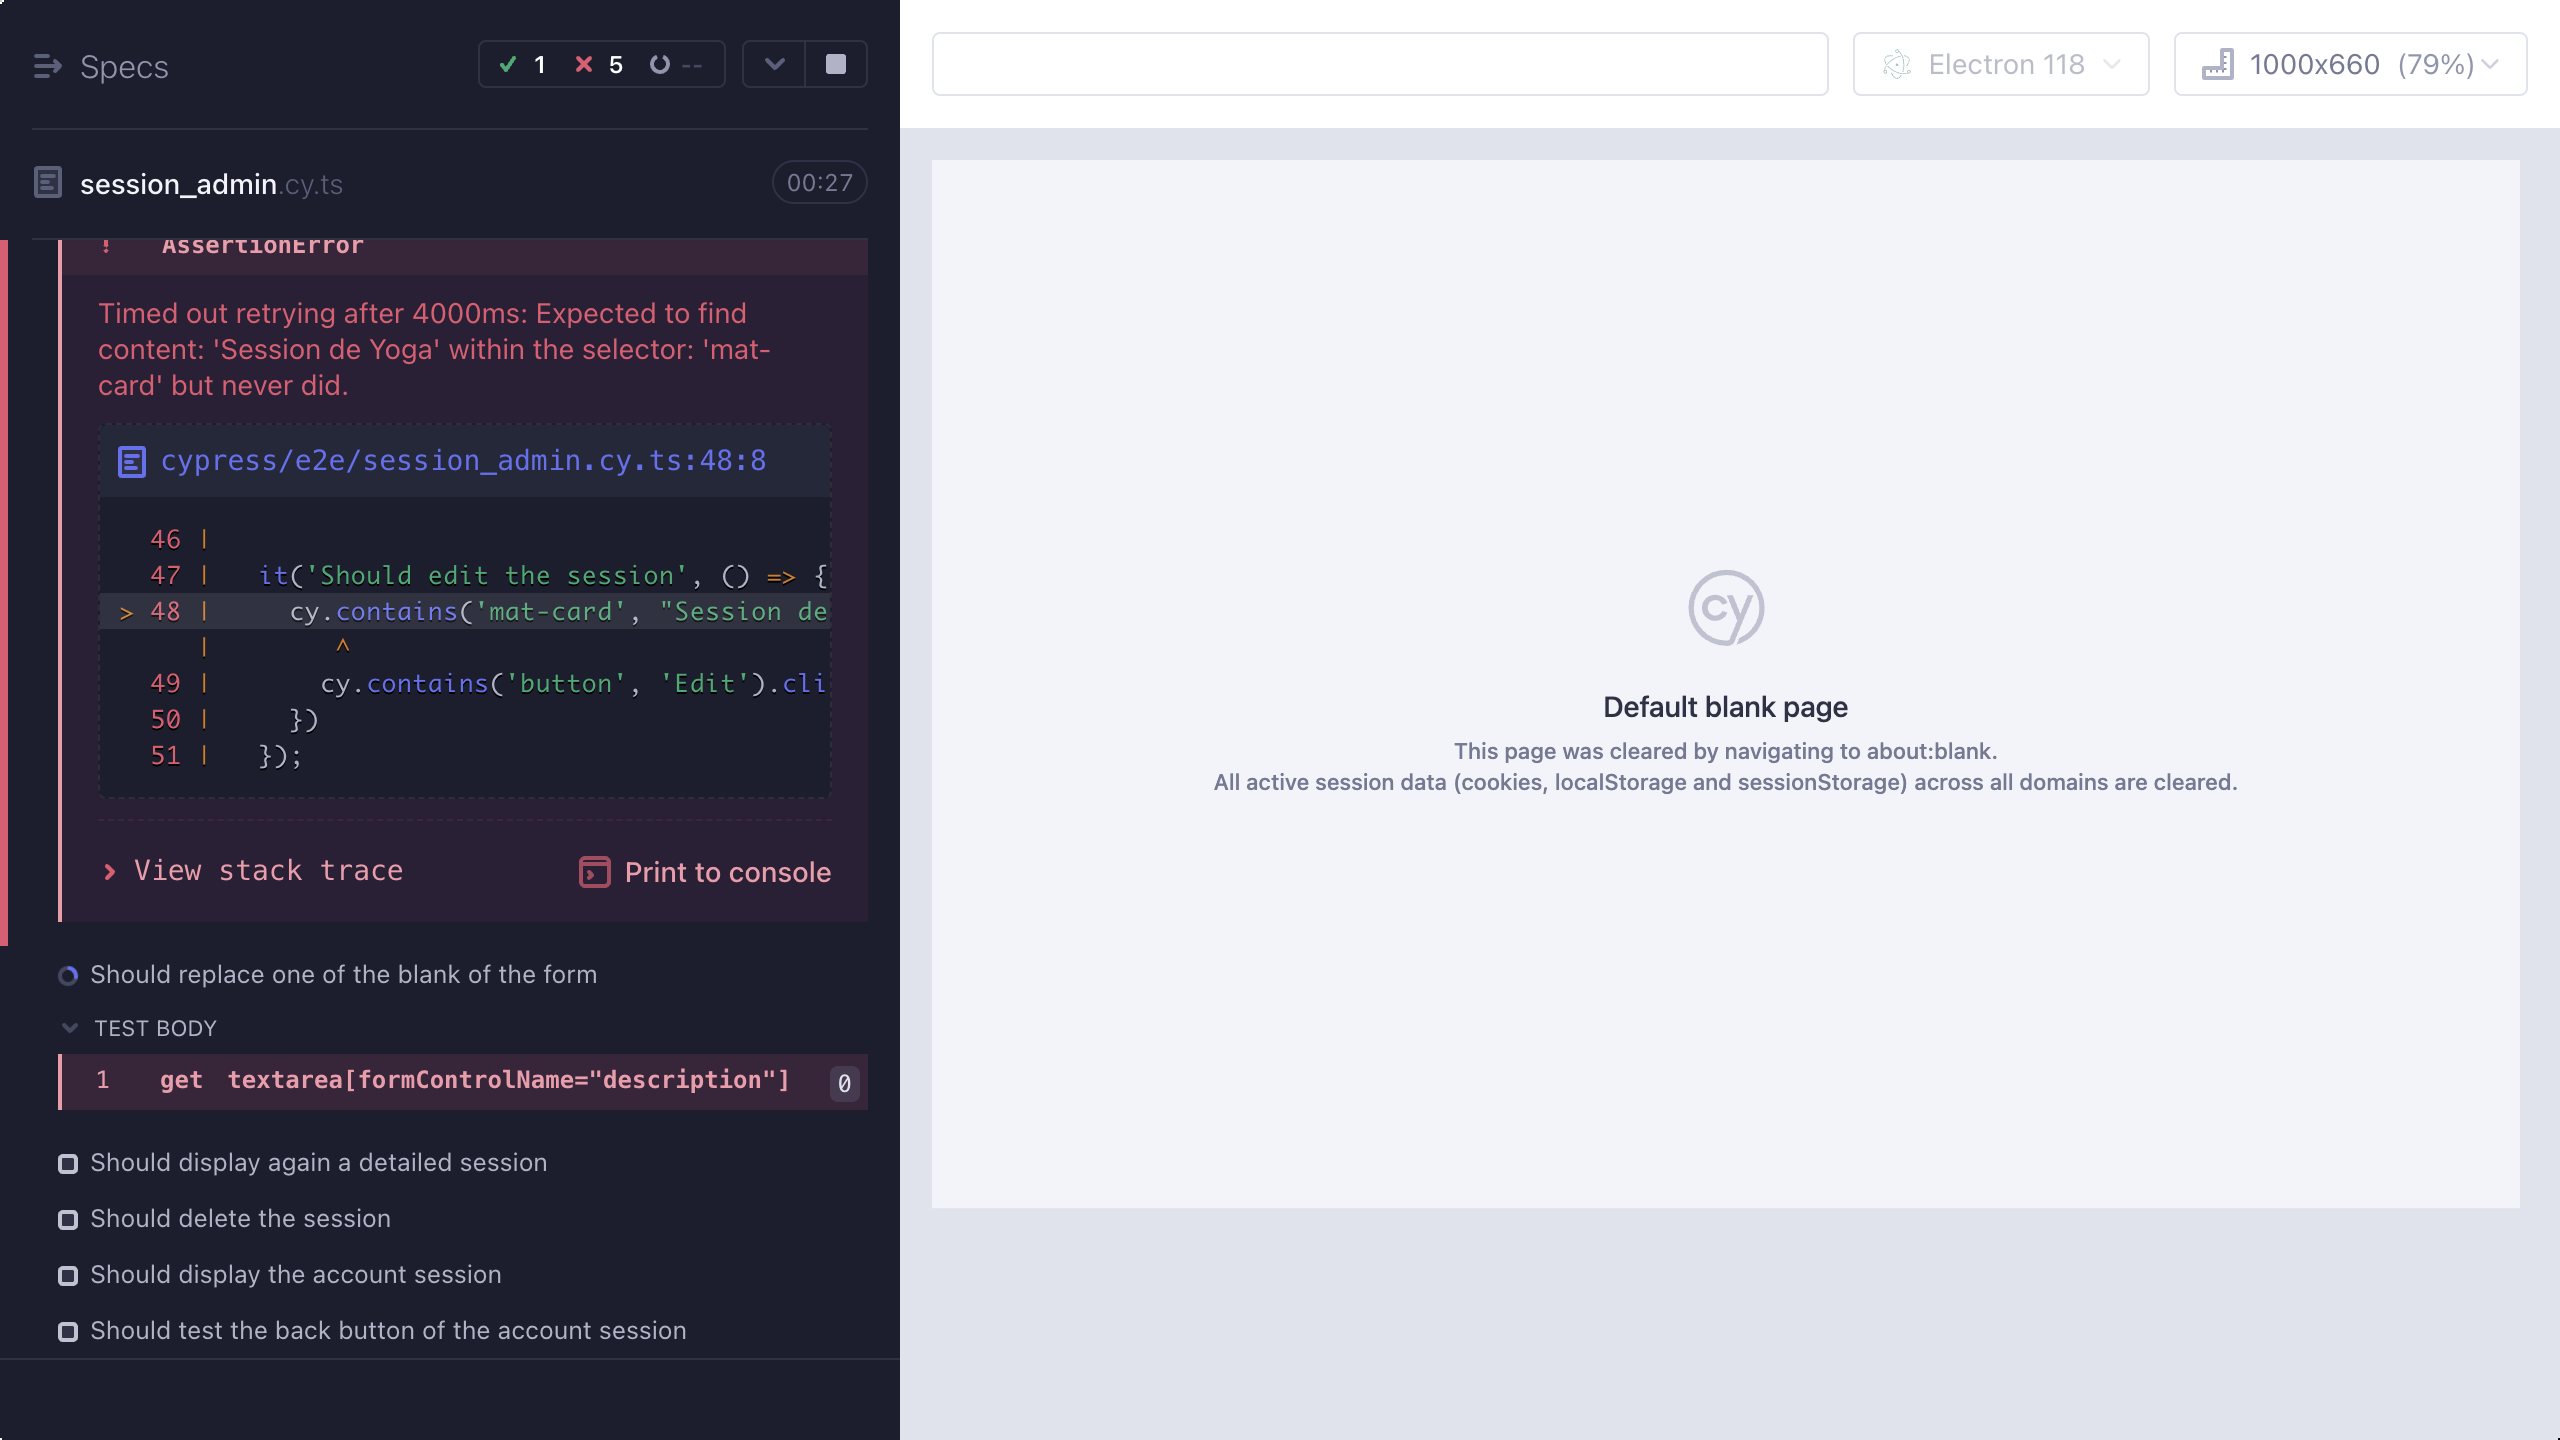 Specs
1 5 --
session_admin.cy.ts
00:27
! AssertionError
Timed out retrying after 4000ms: Expected to find
content: 'Session de Yoga' within the selector: 'mat-
card' but never did.
cypress/e2e/session_admin.cy.ts:48:8
46 |
47 | it('Should edit the session', () => {
> 48 | cy.contains('mat-card', "Session de
| ^
49 | cy.contains('button', 'Edit').cli
50 | })
51 | });
View stack trace
Print to console
Should replace one of the blank of the form
TEST BODY
1 get textarea[formControlName="description"] 0
Should display again a detailed session
Should delete the session
Should display the account session
Should test the back button of the account session
Electron 118
1000x660 (79%)
cy
Default blank page
This page was cleared by navigating to about:blank.
All active session data (cookies, localStorage and sessionStorage) across all domains are cleared.